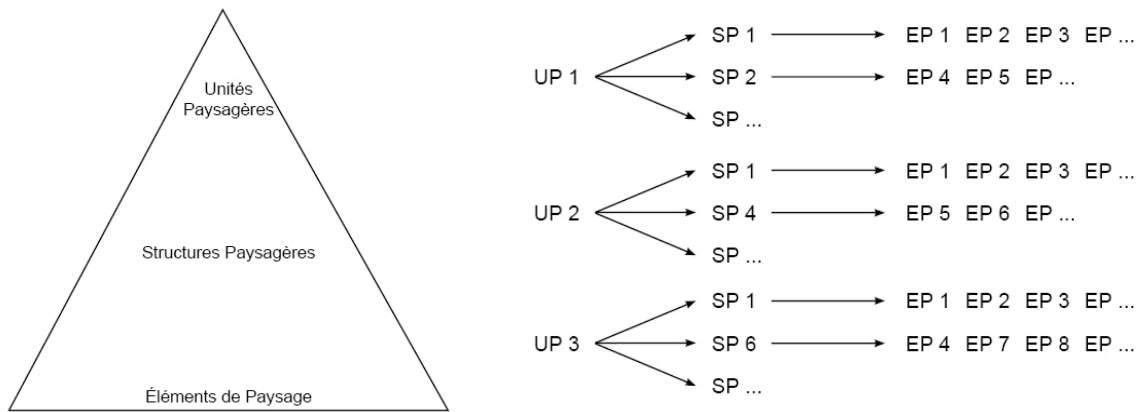 Unités
Paysagères
Structures Paysagères
Éléments de Paysage
SP 1 EP 1 EP 2 EP 3 EP ...
UP 1 SP 2 EP 4 EP 5 EP ...
SP ...
SP 1 EP 1 EP 2 EP 3 EP ...
UP 2 SP 4 EP 5 EP 6 EP ...
SP ...
SP 1 EP 1 EP 2 EP 3 EP ...
UP 3 SP 6 EP 4 EP 7 EP 8 EP ...
SP ...